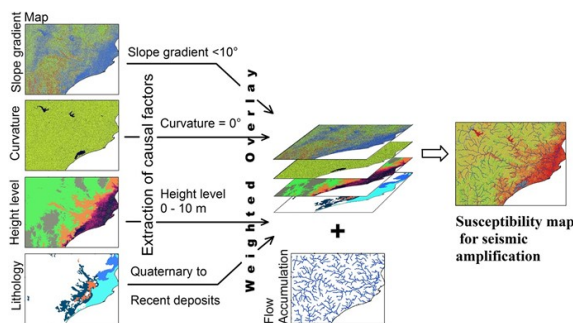 Map
Slope gradient
Curvature
Height level
Lithology
Extraction of causal factors
Slope gradient <10°
Curvature = 0°
Height level
0 - 10 m
Quaternary to
Recent deposits
Weighted Overlay
+
Flow
Accumulation
Susceptibility map
for seismic
amplification